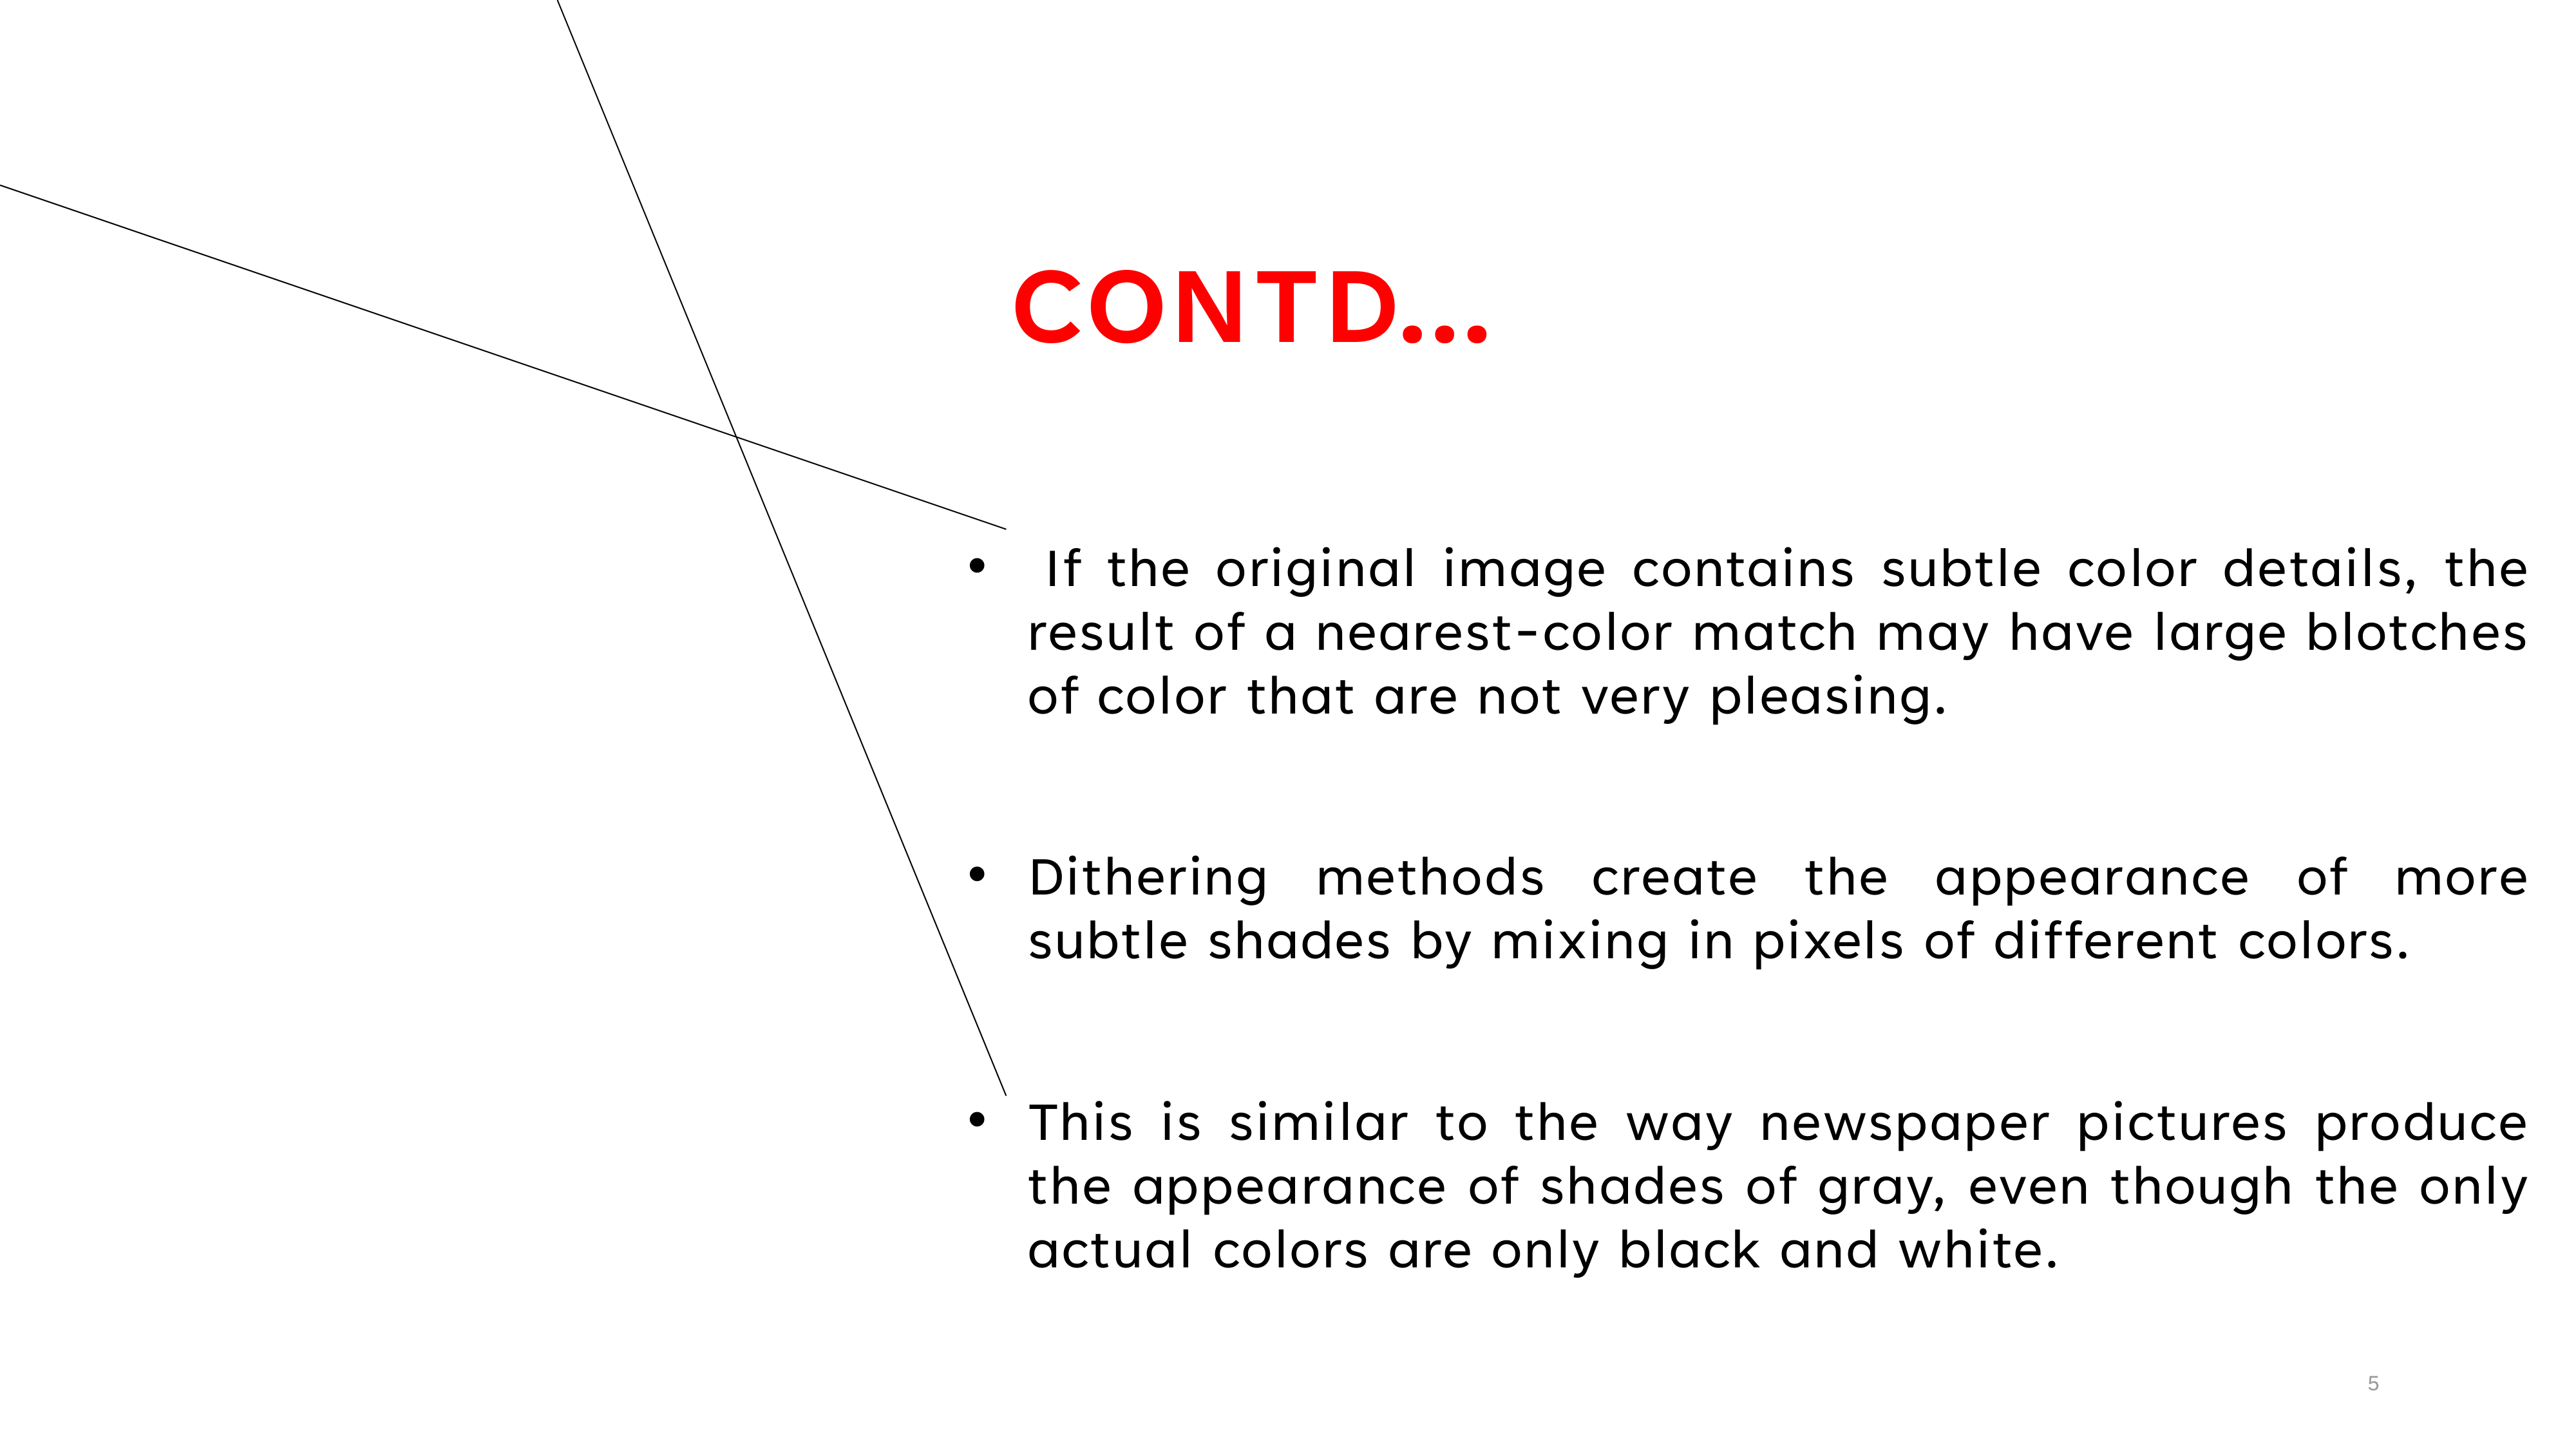 CONTD...
• If the original image contains subtle color details, the
result of a nearest-color match may have large blotches
of color that are not very pleasing.
• Dithering methods create the appearance of more
subtle shades by mixing in pixels of different colors.
• This is similar to the way newspaper pictures produce
the appearance of shades of gray, even though the only
actual colors are only black and white.
5